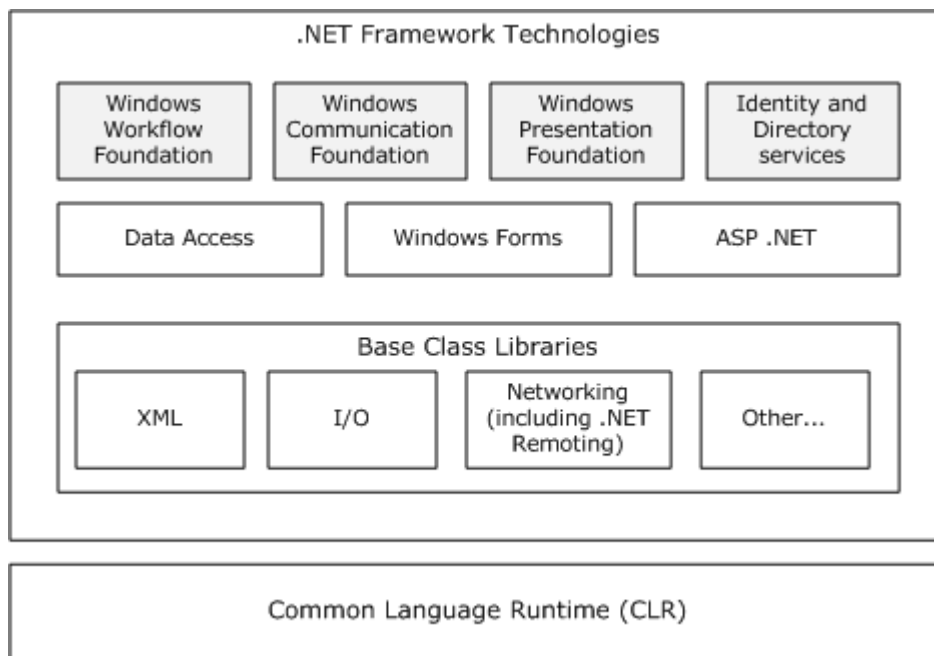 .NET Framework Technologies
Windows
Workflow
Foundation
Windows
Communication
Foundation
Windows
Presentation
Foundation
Identity and
Directory
services
Data Access
Windows Forms
ASP .NET
Base Class Libraries
XML
I/O
Networking
(including .NET
Remoting)
Other...
Common Language Runtime (CLR)